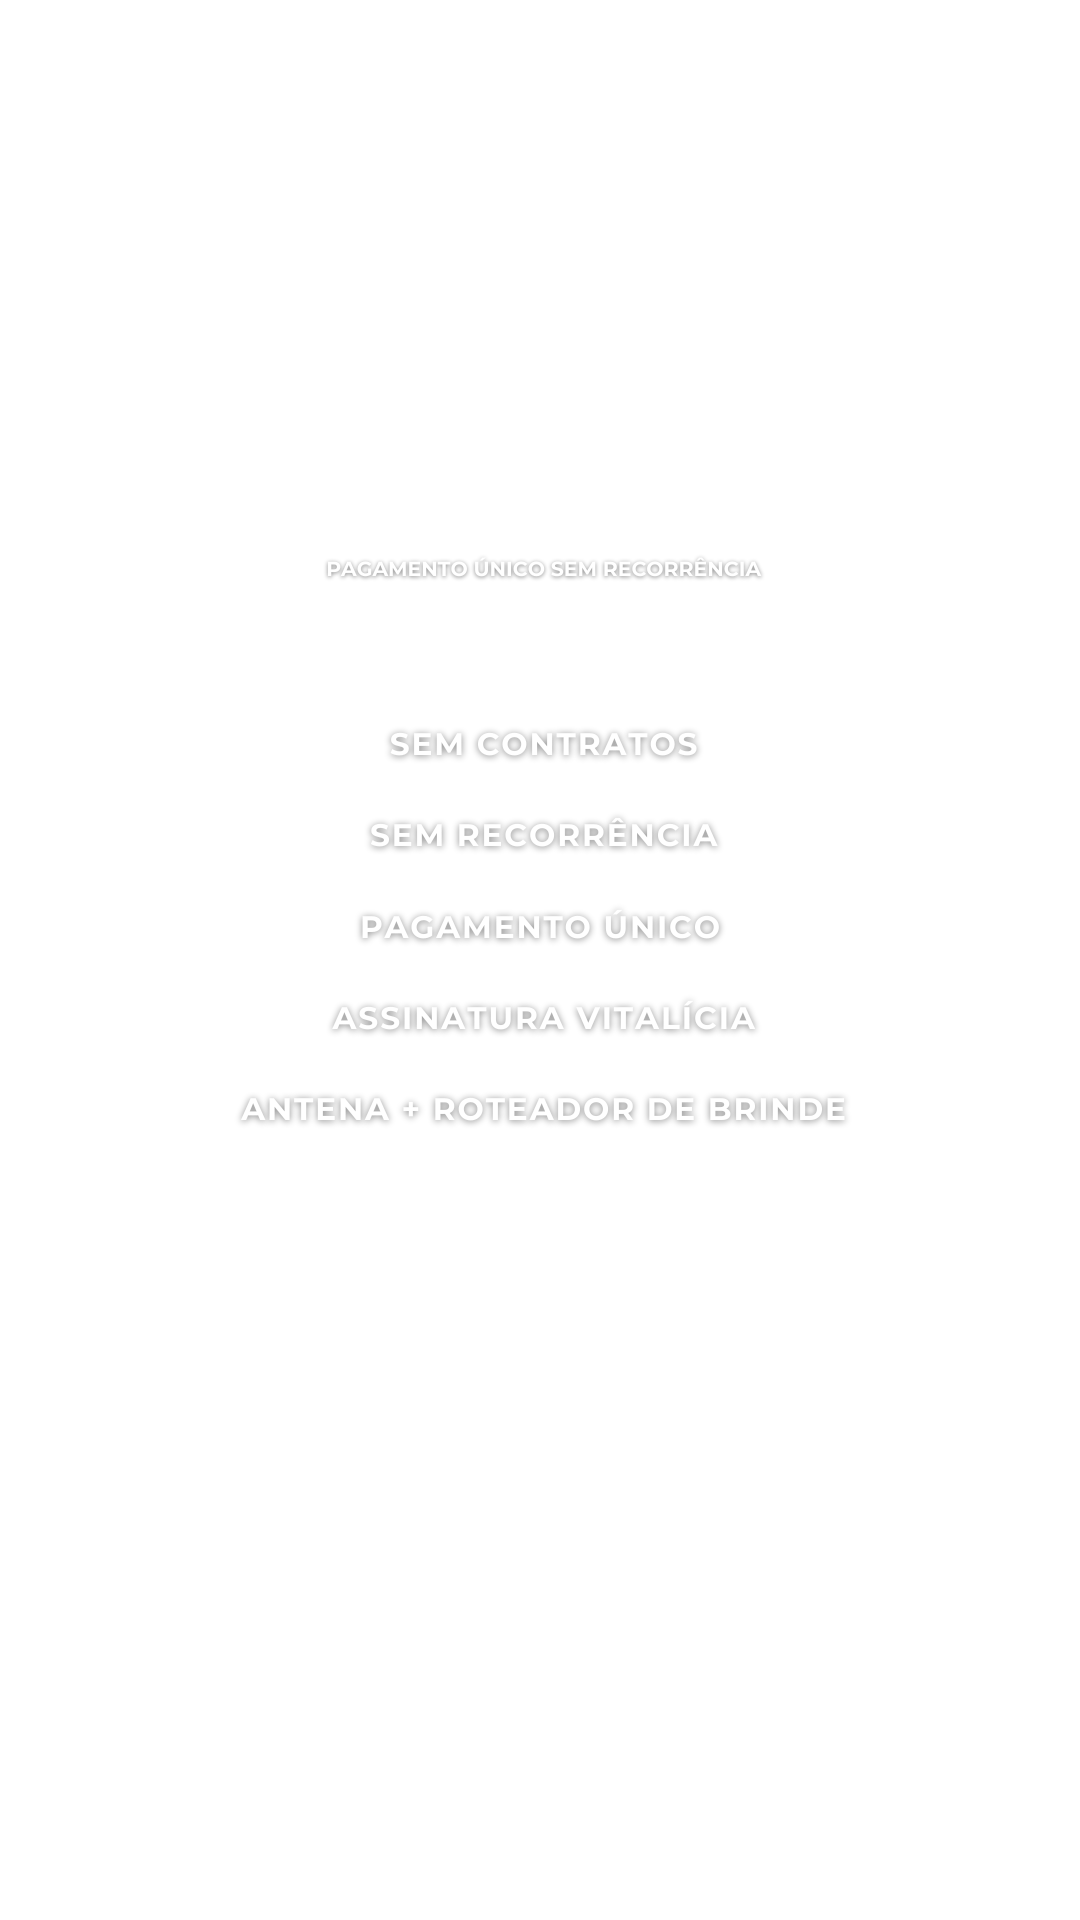 PAGAMENTO ÚNICO SEM RECORRÊNCIA
SEM CONTRATOS
SEM RECORRÊNCIA
PAGAMENTO ÚNICO
ASSINATURA VITALÍCIA
ANTENA + ROTEADOR DE BRINDE